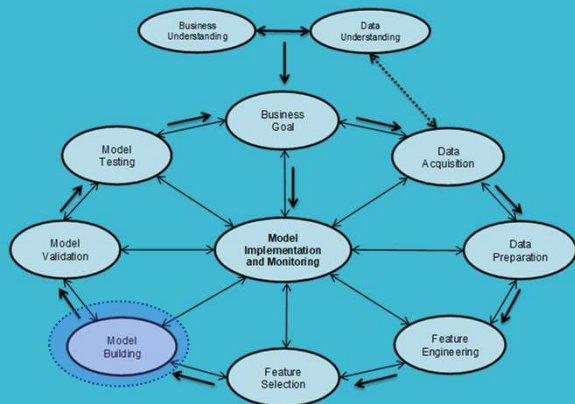 Business
Understanding
Data
Understanding
Business
Goal
Model
Testing
Data
Acquisition
Model
Validation
Model
Implementation
and Monitoring
Data
Preparation
Model
Building
Feature
Selection
Feature
Engineering